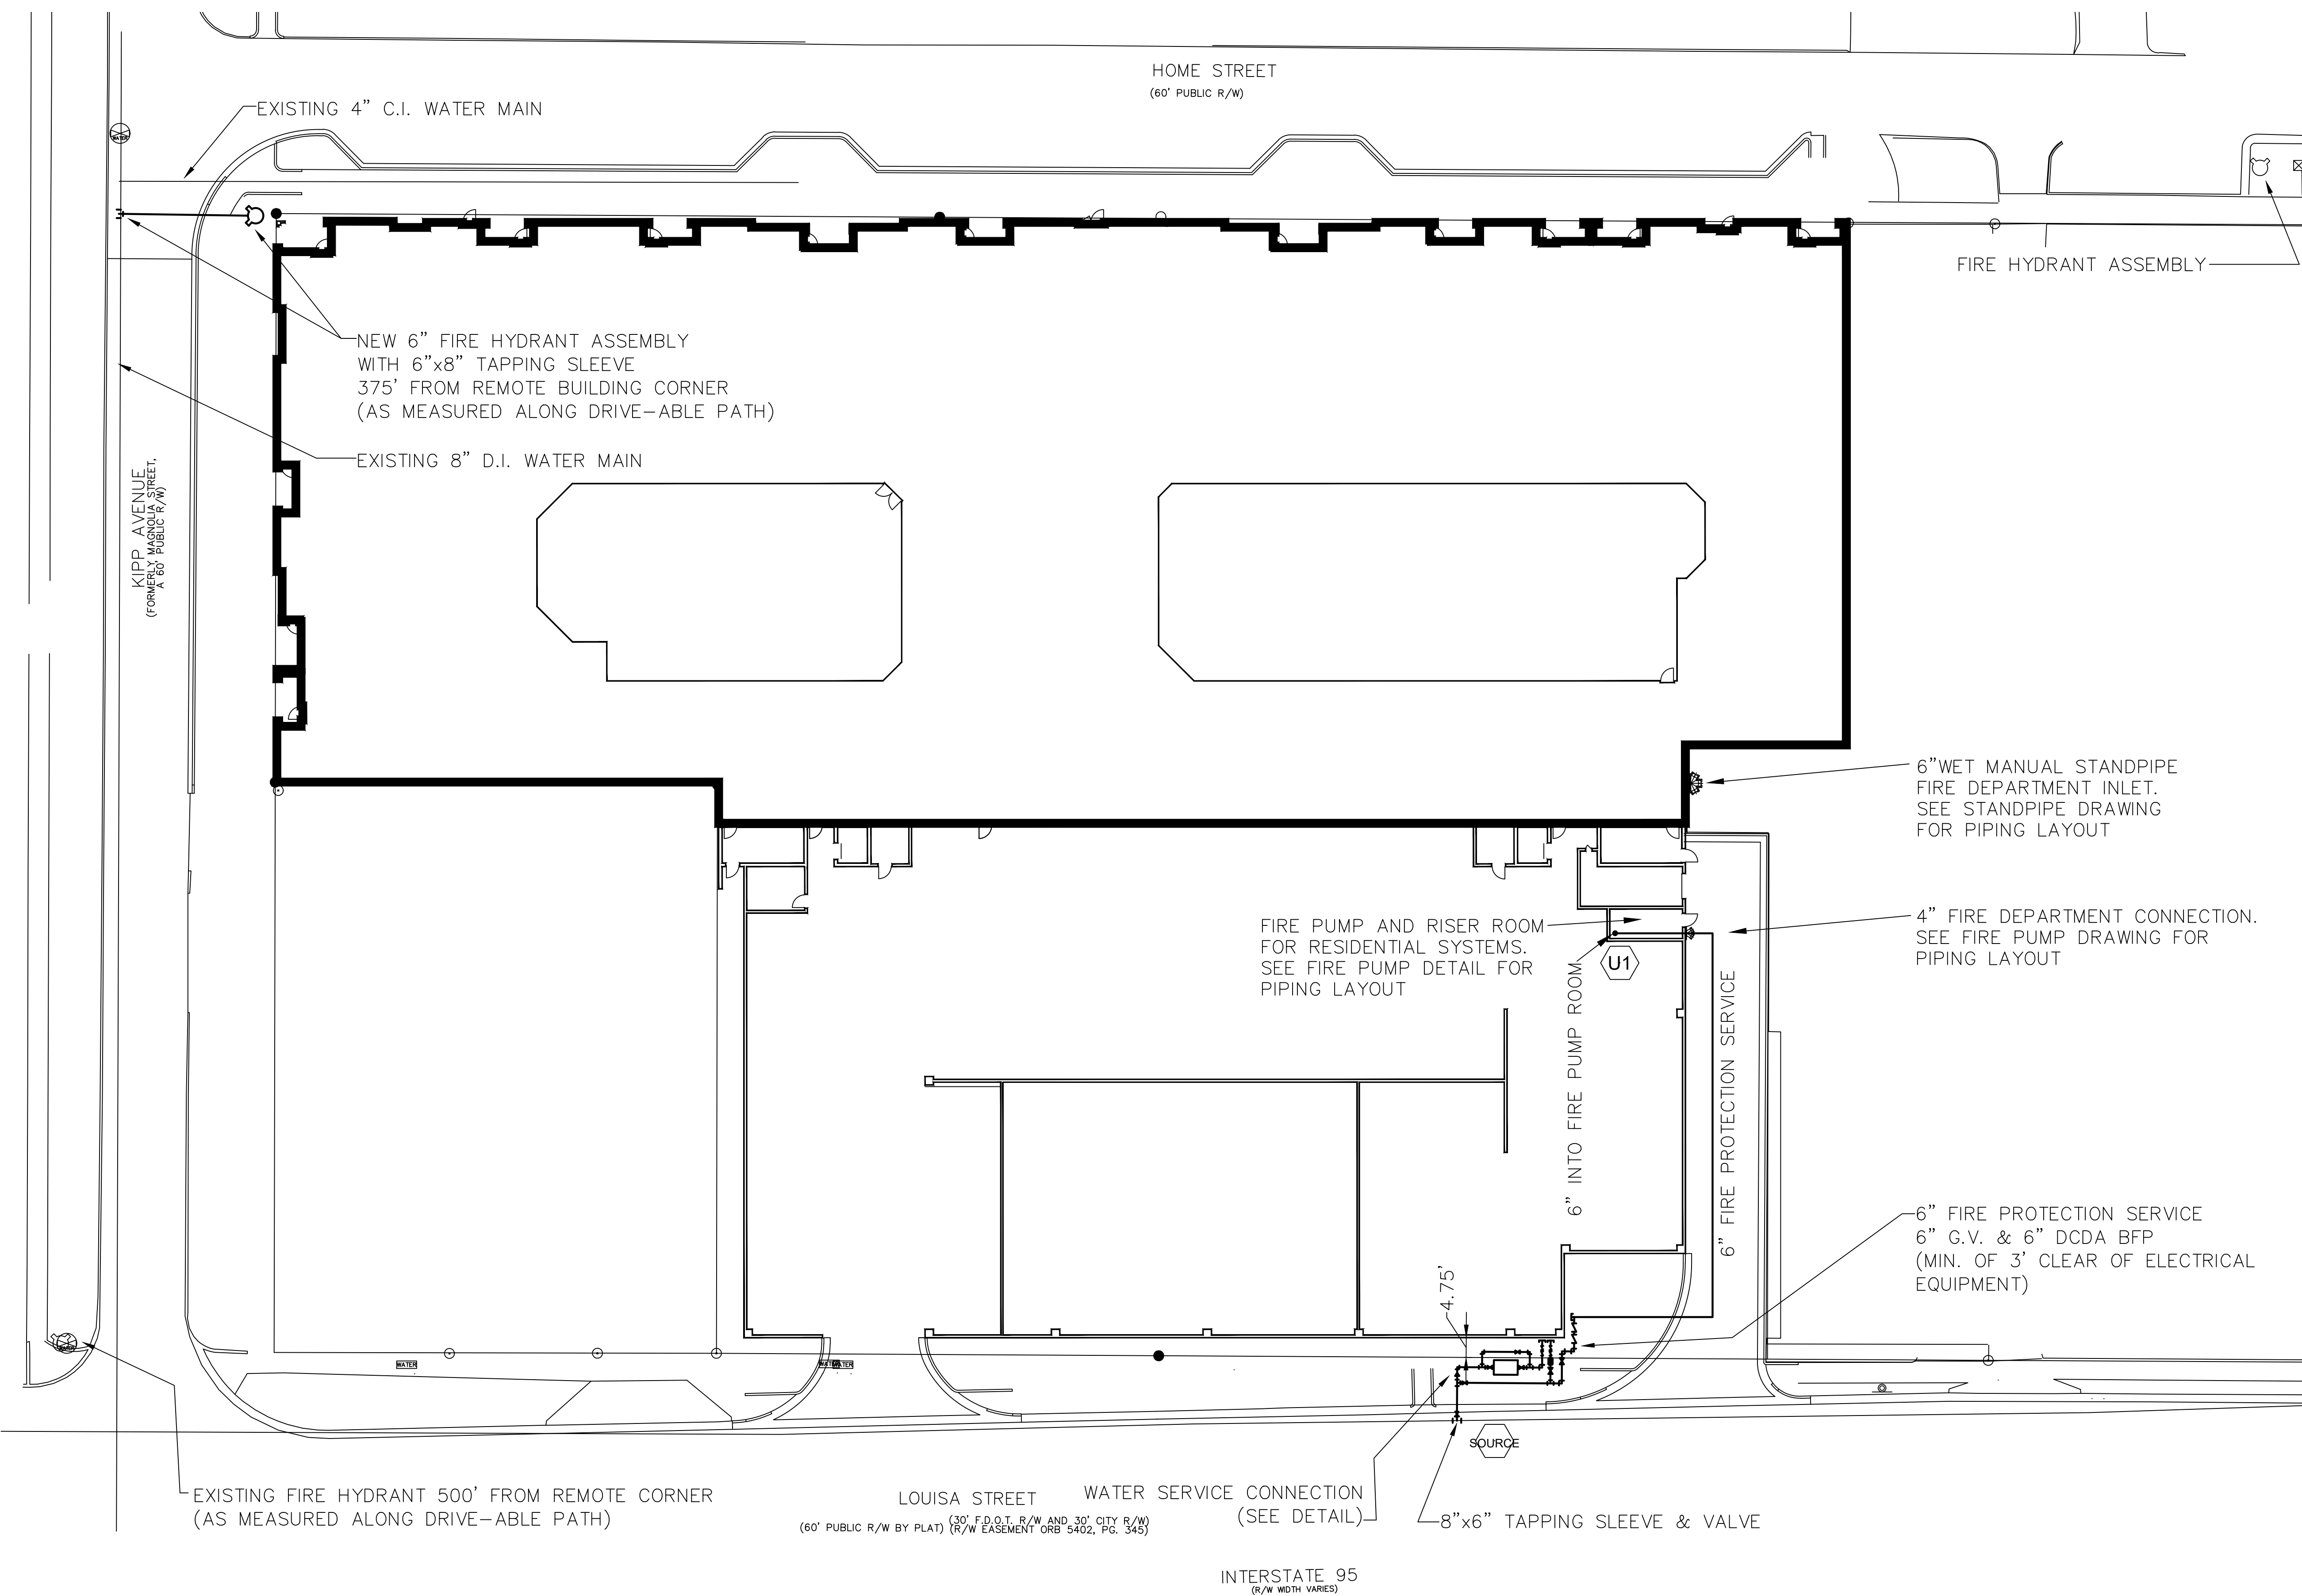 HOME STREET
(60' PUBLIC R/W)
EXISTING 4" C.I. WATER MAIN
WATER
FIRE HYDRANT ASSEMBLY
NEW 6" FIRE HYDRANT ASSEMBLY
WITH 6"x8" TAPPING SLEEVE
375' FROM REMOTE BUILDING CORNER
(AS MEASURED ALONG DRIVE-ABLE PATH)
EXISTING 8" D.I. WATER MAIN
KIPP AVENUE
(FORMERLY MAGNOLIA STREET,
A 60' PUBLIC R/W)
6"WET MANUAL STANDPIPE
FIRE DEPARTMENT INLET.
SEE STANDPIPE DRAWING
FOR PIPING LAYOUT
FIRE PUMP AND RISER ROOM
FOR RESIDENTIAL SYSTEMS.
SEE FIRE PUMP DETAIL FOR
PIPING LAYOUT
U1
4" FIRE DEPARTMENT CONNECTION.
SEE FIRE PUMP DRAWING FOR
PIPING LAYOUT
6" INTO FIRE PUMP ROOM
6" FIRE PROTECTION SERVICE
6" FIRE PROTECTION SERVICE
6" G.V. & 6" DCDA BFP
(MIN. OF 3' CLEAR OF ELECTRICAL
EQUIPMENT)
4.75'
WATER
WATER
WATER
WATER
SOURCE
EXISTING FIRE HYDRANT 500' FROM REMOTE CORNER
(AS MEASURED ALONG DRIVE-ABLE PATH)
LOUISA STREET
(60' PUBLIC R/W BY PLAT)
(30' F.D.O.T. R/W AND 30' CITY R/W)
(R/W EASEMENT ORB 5402, PG. 345)
WATER SERVICE CONNECTION
(SEE DETAIL)
8"x6" TAPPING SLEEVE & VALVE
INTERSTATE 95
(R/W WIDTH VARIES)